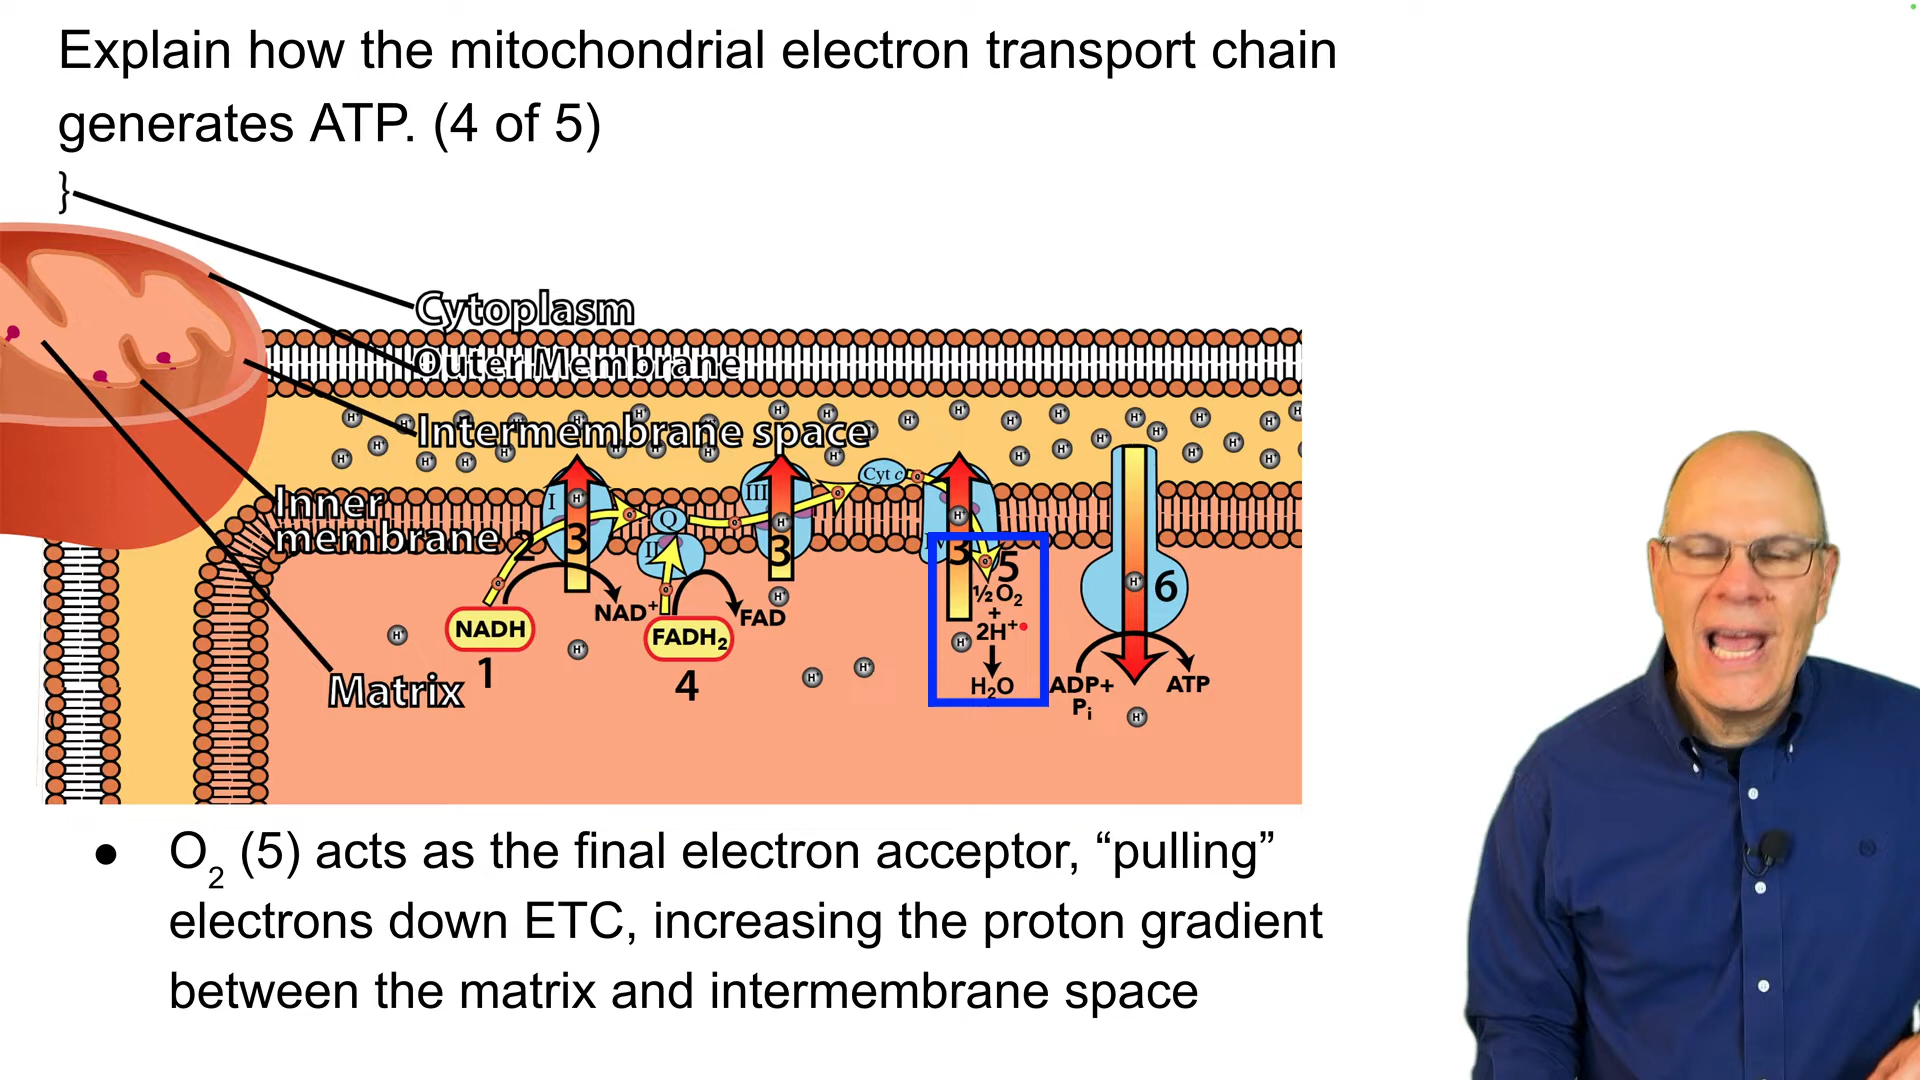 Explain how the mitochondrial electron transport chain
generates ATP. (4 of 5)
}
Cytoplasm
Outer Membrane
Intermembrane space
Inner
membrane
Matrix
I
II
III
Q
Cyt c
H+
2
3
3
3
5
½ O2
+
2H+
H2O
NADH
NAD+
1
FADH2
FAD
4
6
ADP+
Pi
ATP
● O2 (5) acts as the final electron acceptor, “pulling”
electrons down ETC, increasing the proton gradient
between the matrix and intermembrane space